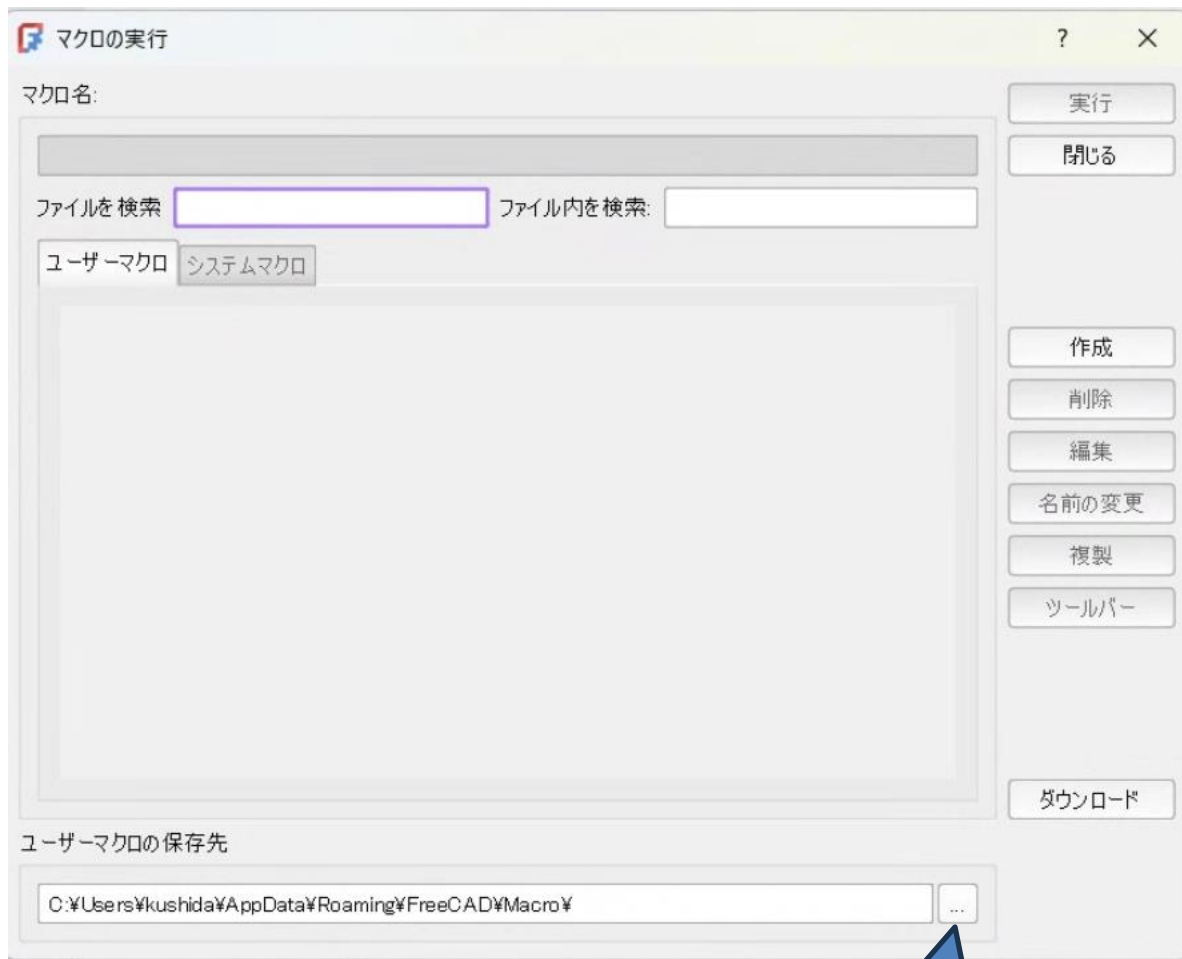 マクロの実行
?
×
マクロ名:
実行
閉じる
ファイルを検索
ファイル内を検索:
ユーザーマクロ
システムマクロ
作成
削除
編集
名前の変更
複製
ツールバー
ダウンロード
ユーザーマクロの保存先
C:¥Users¥kushida¥AppData¥Roaming¥FreeCAD¥Macro¥
...